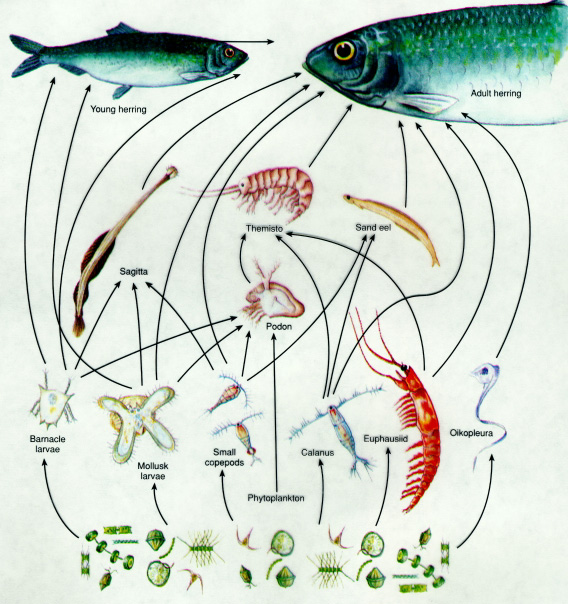 Adult herring
Young herring
Themisto
Sand eel
Sagitta
Podon
Barnacle
larvae
Mollusk
larvae
Small
copepods
Calanus
Euphausiid
Oikopleura
Phytoplankton